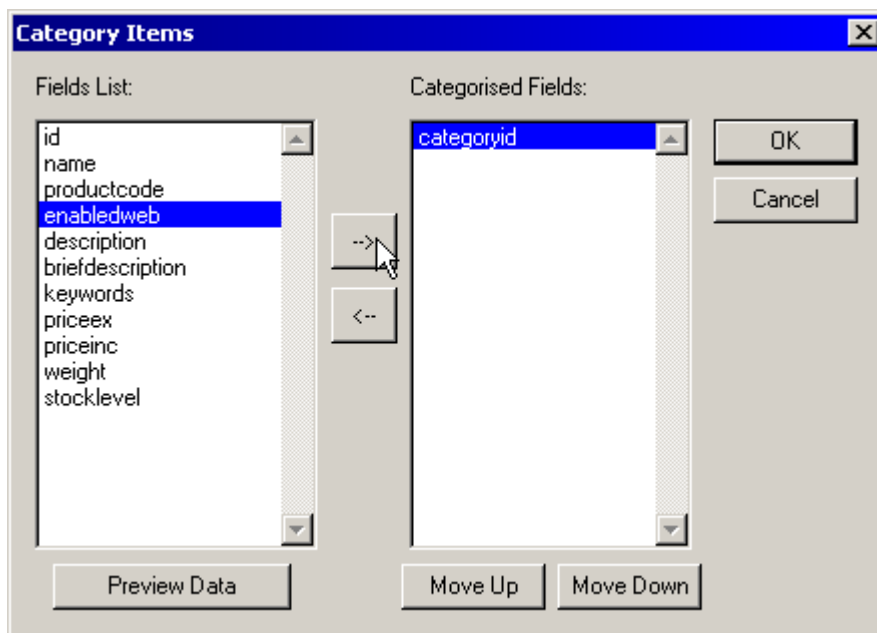 Category Items
Fields List:
Categorised Fields:
id
name
productcode
enabledweb
description
briefdescription
keywords
priceex
priceinc
weight
stocklevel
-->
<--
categoryid
OK
Cancel
Preview Data
Move Up
Move Down